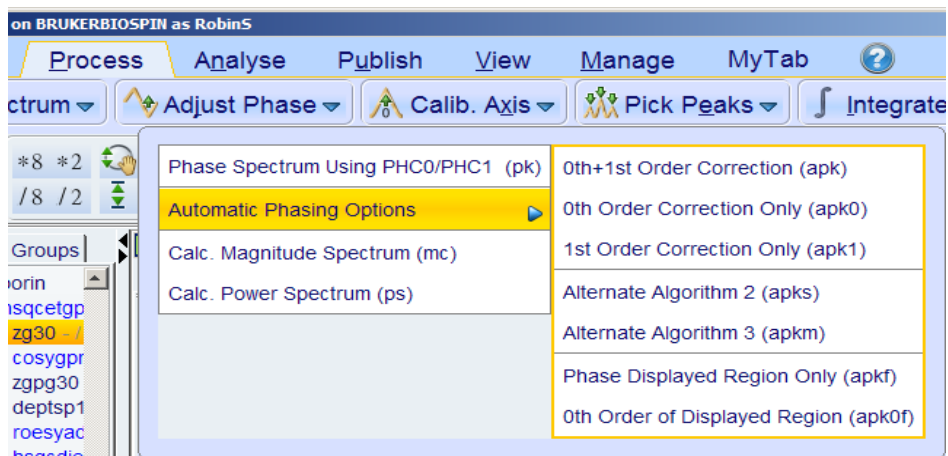 on BRUKERBIOSPIN as RobinS
Process Analyse Publish View Manage MyTab ?
Adjust Phase Calib. Axis Pick Peaks Integrate
*8 *2
/8 /2
Phase Spectrum Using PHC0/PHC1 (pk)
Automatic Phasing Options
Calc. Magnitude Spectrum (mc)
Calc. Power Spectrum (ps)
0th+1st Order Correction (apk)
0th Order Correction Only (apk0)
1st Order Correction Only (apk1)
Alternate Algorithm 2 (apks)
Alternate Algorithm 3 (apkm)
Phase Displayed Region Only (apkf)
0th Order of Displayed Region (apk0f)
Groups
zg30 - /
cosygpr
zgpg30
deptsp1
roesyad